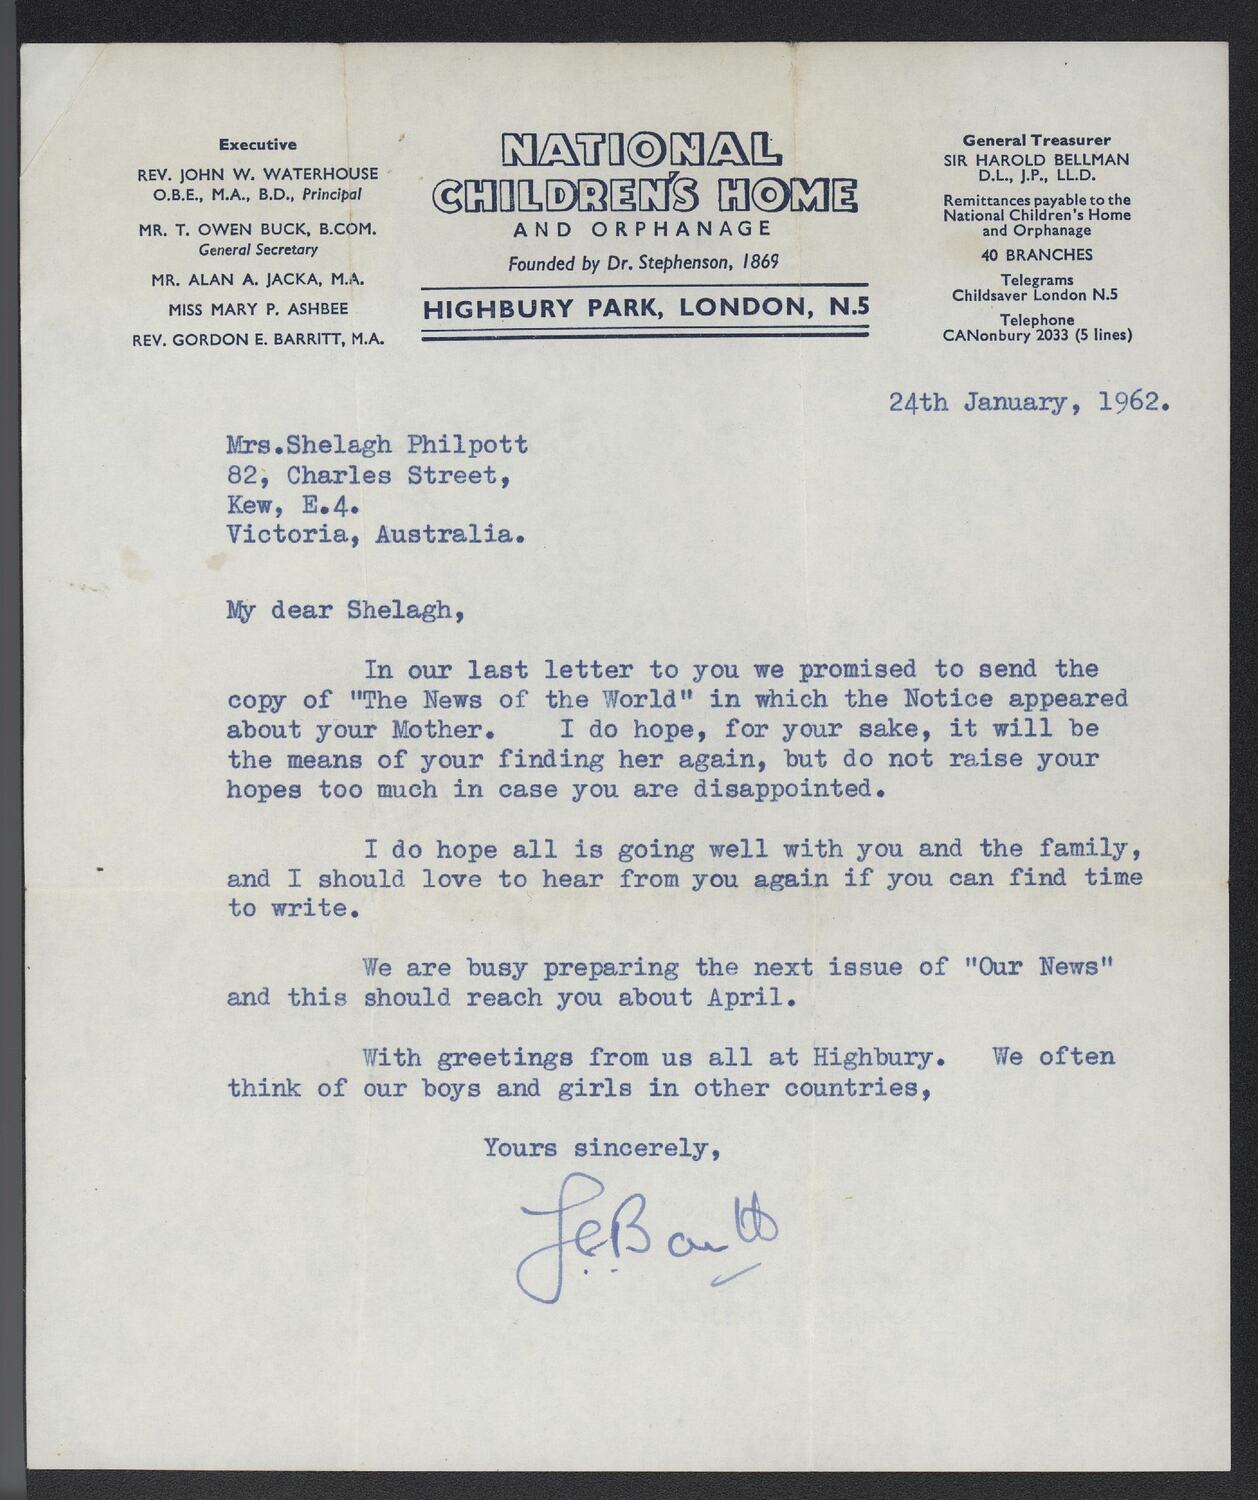 Executive
REV. JOHN W. WATERHOUSE
O.B.E., M.A., B.D., Principal
MR. T. OWEN BUCK, B.COM.
General Secretary
MR. ALAN A. JACKA, M.A.
MISS MARY P. ASHBEE
REV. GORDON E. BARRITT, M.A.
NATIONAL
CHILDREN'S HOME
AND ORPHANAGE
Founded by Dr. Stephenson, 1869
HIGHBURY PARK, LONDON, N.5
General Treasurer
SIR HAROLD BELLMAN
D.L., J.P., LL.D.
Remittances payable to the
National Children's Home
and Orphanage
40 BRANCHES
Telegrams
Childsaver London N.5
Telephone
CANonbury 2033 (5 lines)
24th January, 1962.
Mrs.Shelagh Philpott
82, Charles Street,
Kew, E.4.
Victoria, Australia.
My dear Shelagh,
In our last letter to you we promised to send the
copy of "The News of the World" in which the Notice appeared
about your Mother. I do hope, for your sake, it will be
the means of your finding her again, but do not raise your
hopes too much in case you are disappointed.
I do hope all is going well with you and the family,
and I should love to hear from you again if you can find time
to write.
We are busy preparing the next issue of "Our News"
and this should reach you about April.
With greetings from us all at Highbury. We often
think of our boys and girls in other countries,
Yours sincerely,